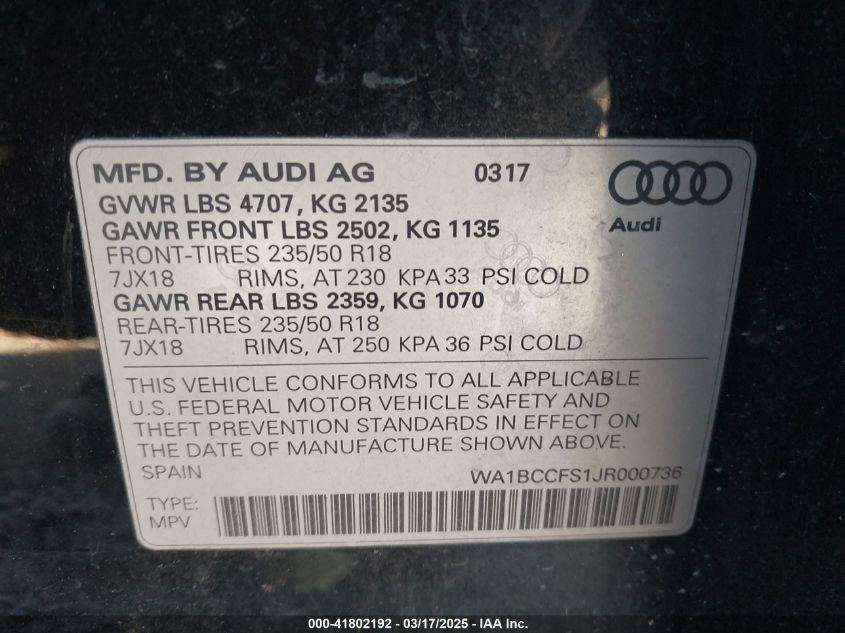 MFD. BY AUDI AG 0317
GVWR LBS 4707, KG 2135
GAWR FRONT LBS 2502, KG 1135
Audi
FRONT-TIRES 235/50 R18
7JX18 RIMS, AT 230 KPA 33 PSI COLD
GAWR REAR LBS 2359, KG 1070
REAR-TIRES 235/50 R18
7JX18 RIMS, AT 250 KPA 36 PSI COLD
THIS VEHICLE CONFORMS TO ALL APPLICABLE
U.S. FEDERAL MOTOR VEHICLE SAFETY AND
THEFT PREVENTION STANDARDS IN EFFECT ON
THE DATE OF MANUFACTURE SHOWN ABOVE.
SPAIN WA1BCCFS1JR000736
TYPE:
MPV
000-41802192 - 03/17/2025 - IAA Inc.